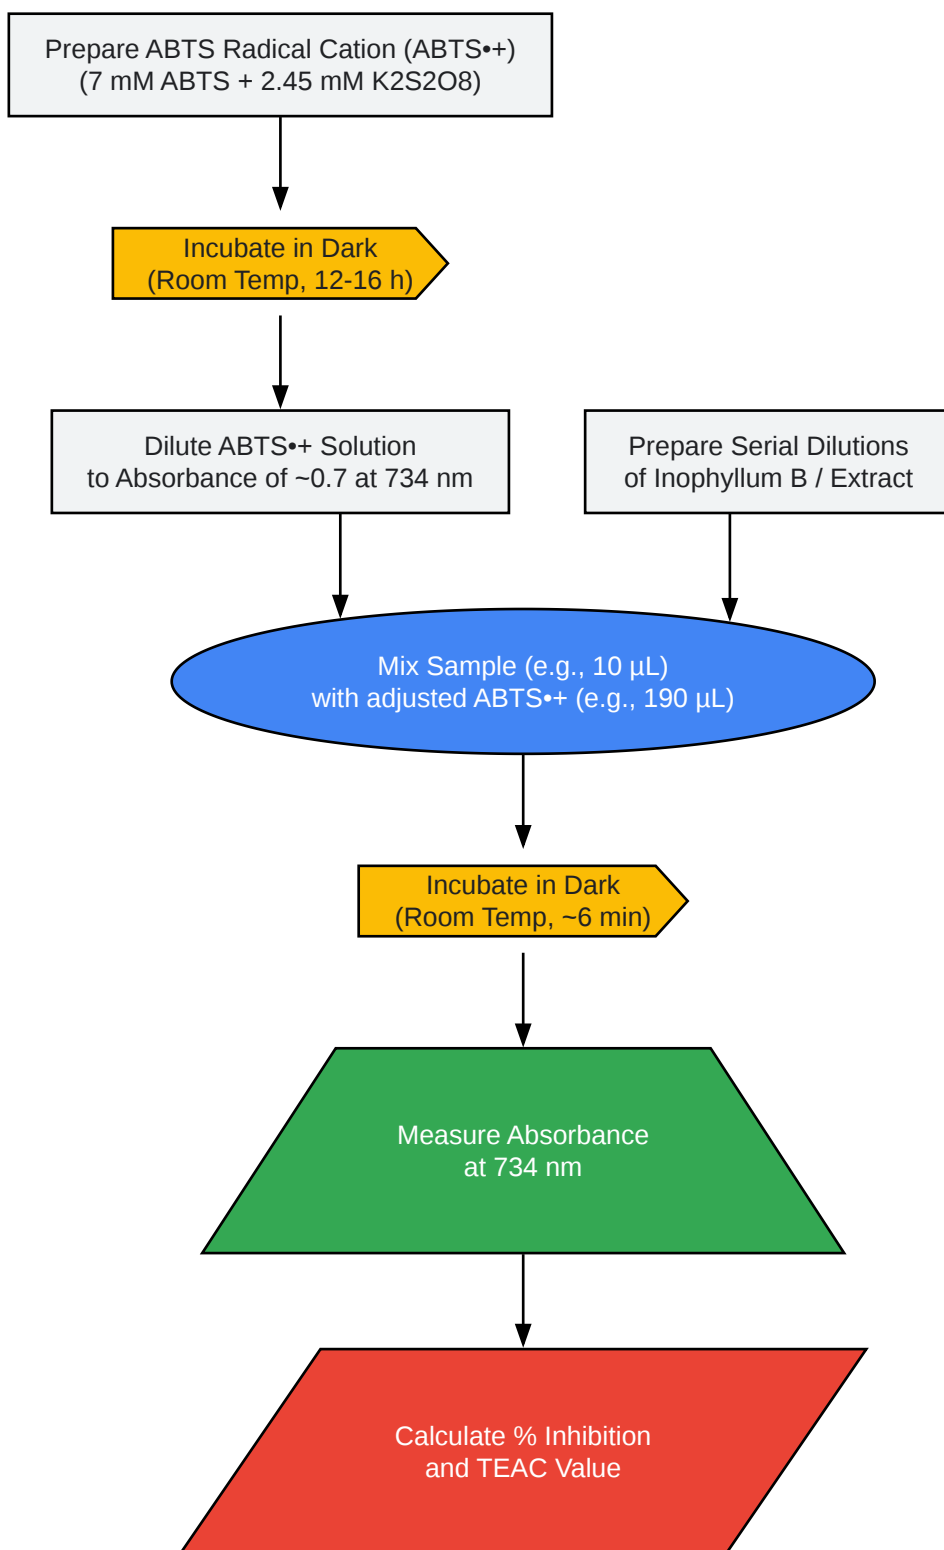 Prepare ABTS Radical Cation (ABTS•+)
(7 mM ABTS + 2.45 mM K2S2O8)
Incubate in Dark
(Room Temp, 12-16 h)
Dilute ABTS•+ Solution
to Absorbance of ~0.7 at 734 nm
Prepare Serial Dilutions
of Inophyllum B / Extract
Mix Sample (e.g., 10 µL)
with adjusted ABTS•+ (e.g., 190 µL)
Incubate in Dark
(Room Temp, ~6 min)
Measure Absorbance
at 734 nm
Calculate % Inhibition
and TEAC Value